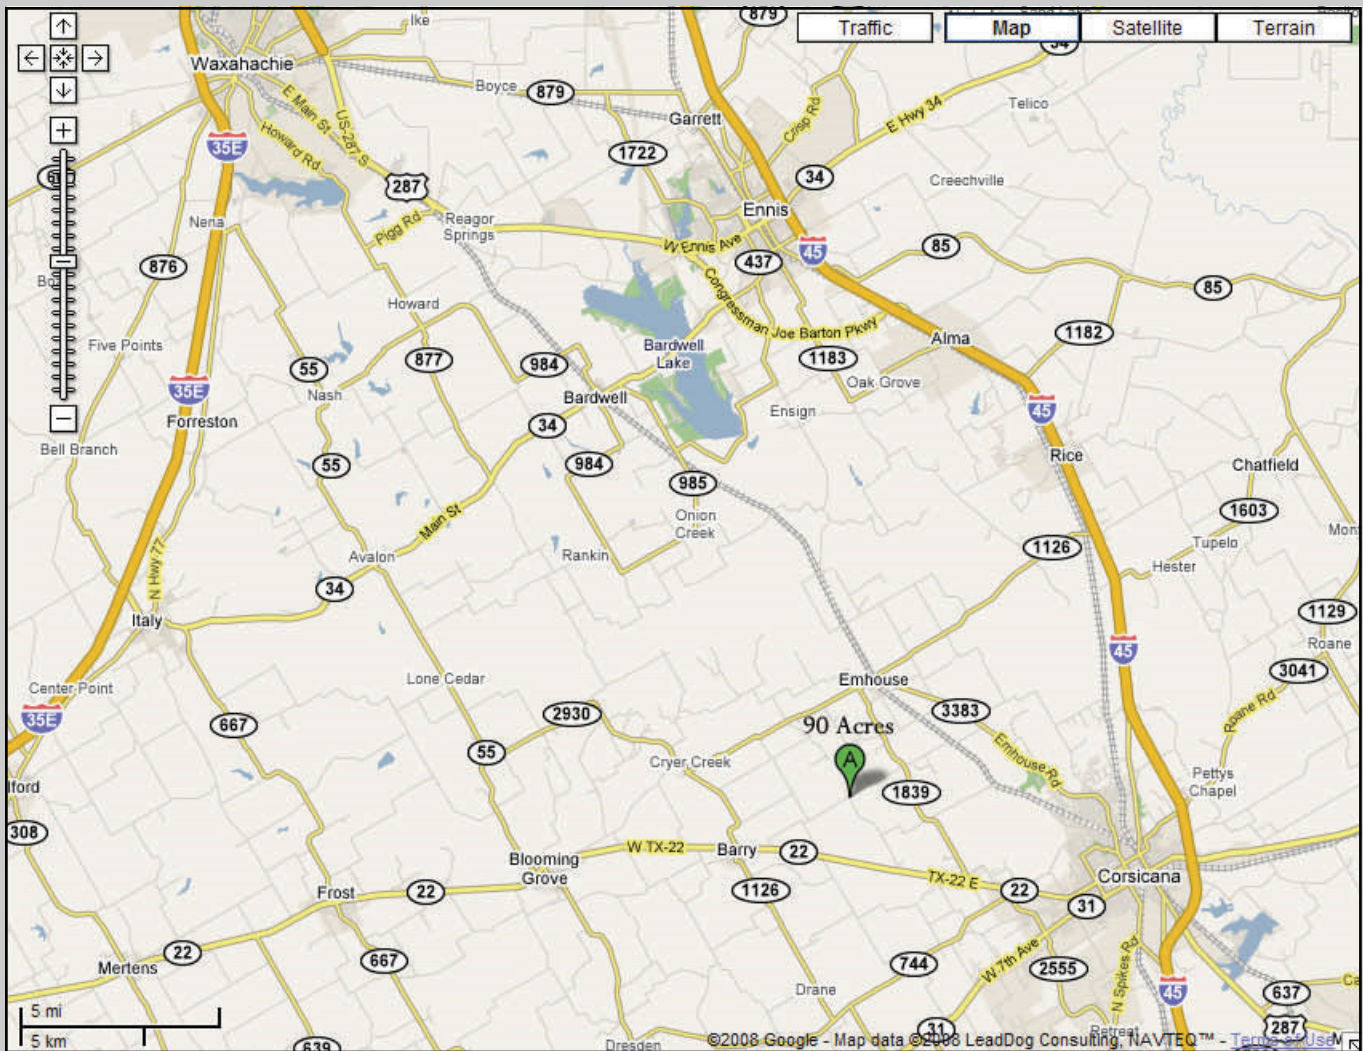 Ike
879
Traffic
Map
Satellite
Terrain
34
Waxahachie
Boyce
879
Telico
E Main St
US-287 S
Garrett
Crisp Rd
E Hwy 34
Howard Rd
35E
1722
34
Creechville
287
Nena
Pigg Rd
Reagor
Springs
Ennis
W Ennis Ave
45
85
437
876
85
Howard
Congressman Joe Barton Pkwy
Five Points
55
877
984
Bardwell
Lake
1183
Alma
1182
35E
Nash
Bardwell
Oak Grove
45
Forreston
34
Ensign
Bell Branch
55
984
985
Rice
Chatfield
Main St
Onion
Creek
1603
N Hwy 77
Avalon
Rankin
1126
Tupelo
Hester
34
Italy
1129
45
Roane
Center Point
Lone Cedar
Emhouse
3041
35E
667
2930
3383
Roane Rd
90 Acres
55
Cryer Creek
A
Emhouse Rd
Pettys
Chapel
lford
1839
308
W TX-22
Barry
22
Blooming
Grove
TX-22 E
Corsicana
Frost
22
1126
22
31
22
667
744
W 7th Ave
2555
N Spikes Rd
Mertens
Drane
45
637
5 mi
31
Retreat
287
5 km
639
Dresden
©2008 Google - Map data ©2008 LeadDog Consulting, NAVTEQ™ - Terms of Use